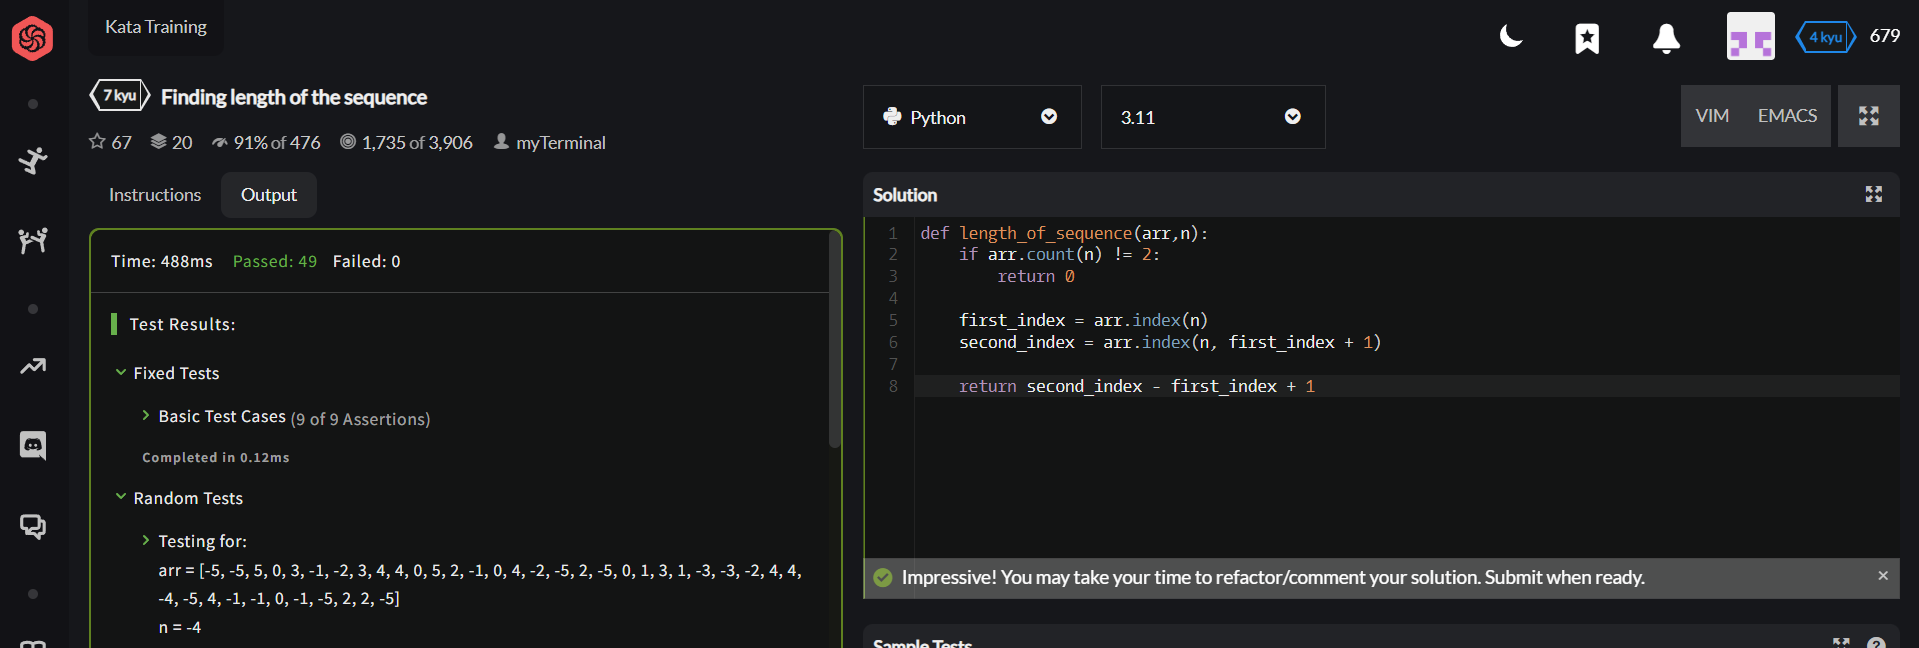 Kata Training
4 kyu 679
7 kyu Finding length of the sequence
67 20 91% of 476 1,735 of 3,906 myTerminal
Python 3.11 VIM EMACS
Instructions Output
Time: 488ms Passed: 49 Failed: 0
Test Results:
Fixed Tests
Basic Test Cases (9 of 9 Assertions)
Completed in 0.12ms
Random Tests
Testing for:
arr = [-5, -5, 5, 0, 3, -1, -2, 3, 4, 4, 0, 5, 2, -1, 0, 4, -2, -5, 2, -5, 0, 1, 3, 1, -3, -3, -2, 4, 4,
-4, -5, 4, -1, -1, 0, -1, -5, 2, 2, -5]
n = -4
Solution
1 def length_of_sequence(arr,n):
2 if arr.count(n) != 2:
3 return 0
4
5 first_index = arr.index(n)
6 second_index = arr.index(n, first_index + 1)
7
8 return second_index - first_index + 1
Impressive! You may take your time to refactor/comment your solution. Submit when ready. ×
Sample Tests ?